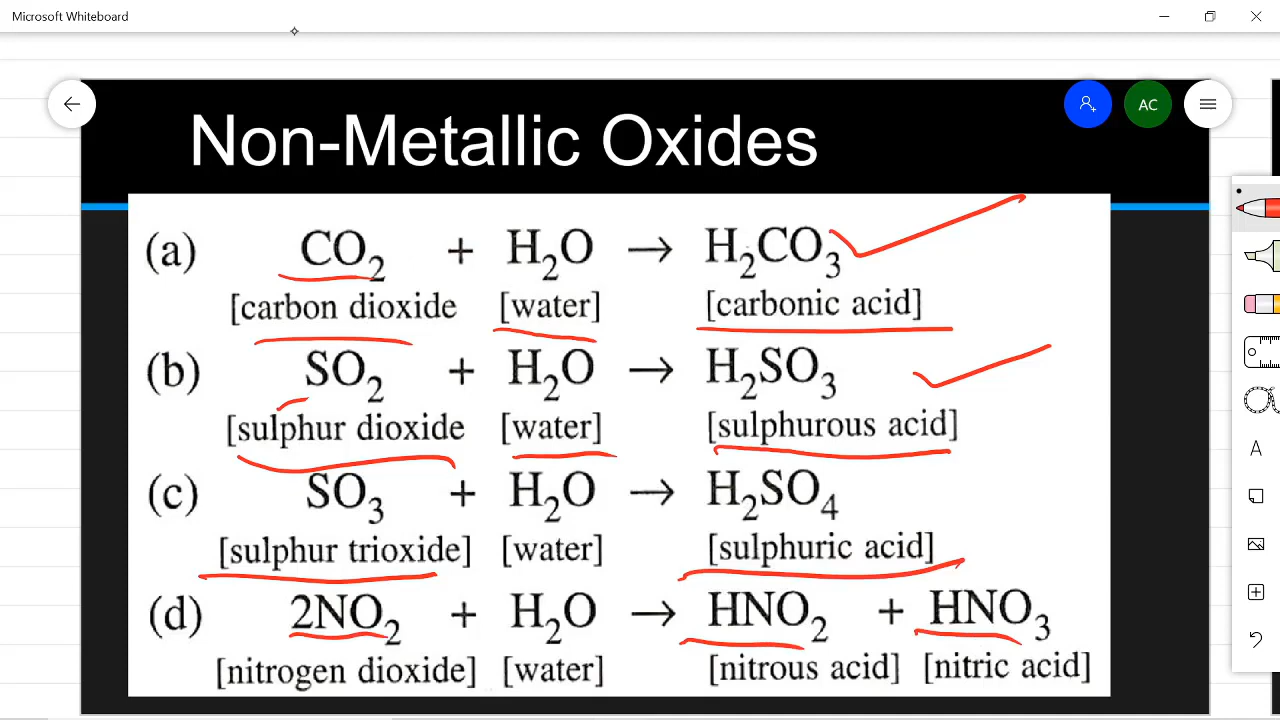 Microsoft Whiteboard
AC
Non-Metallic Oxides
(a) CO₂ + H₂O → H₂CO₃
[carbon dioxide [water] [carbonic acid]
(b) SO₂ + H₂O → H₂SO₃
[sulphur dioxide [water] [sulphurous acid]
(c) SO₃ + H₂O → H₂SO₄
[sulphur trioxide] [water] [sulphuric acid]
(d) 2NO₂ + H₂O → HNO₂ + HNO₃
[nitrogen dioxide] [water] [nitrous acid] [nitric acid]